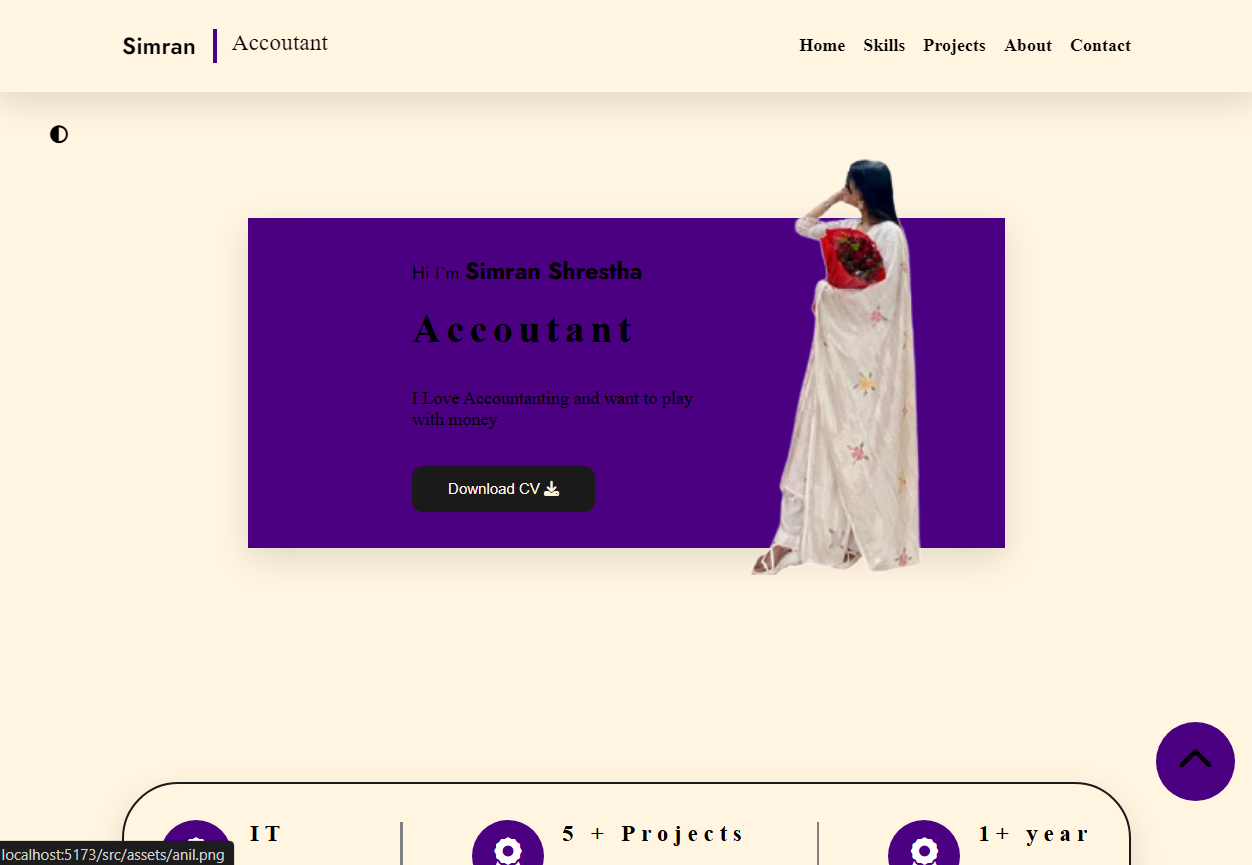 Simran
Accoutant
Home Skills Projects About Contact
Hi I`m Simran Shrestha
Accoutant
I Love Accountanting and want to play
with money
Download CV
IT
5 + Projects
1+ year
localhost:5173/src/assets/anil.png